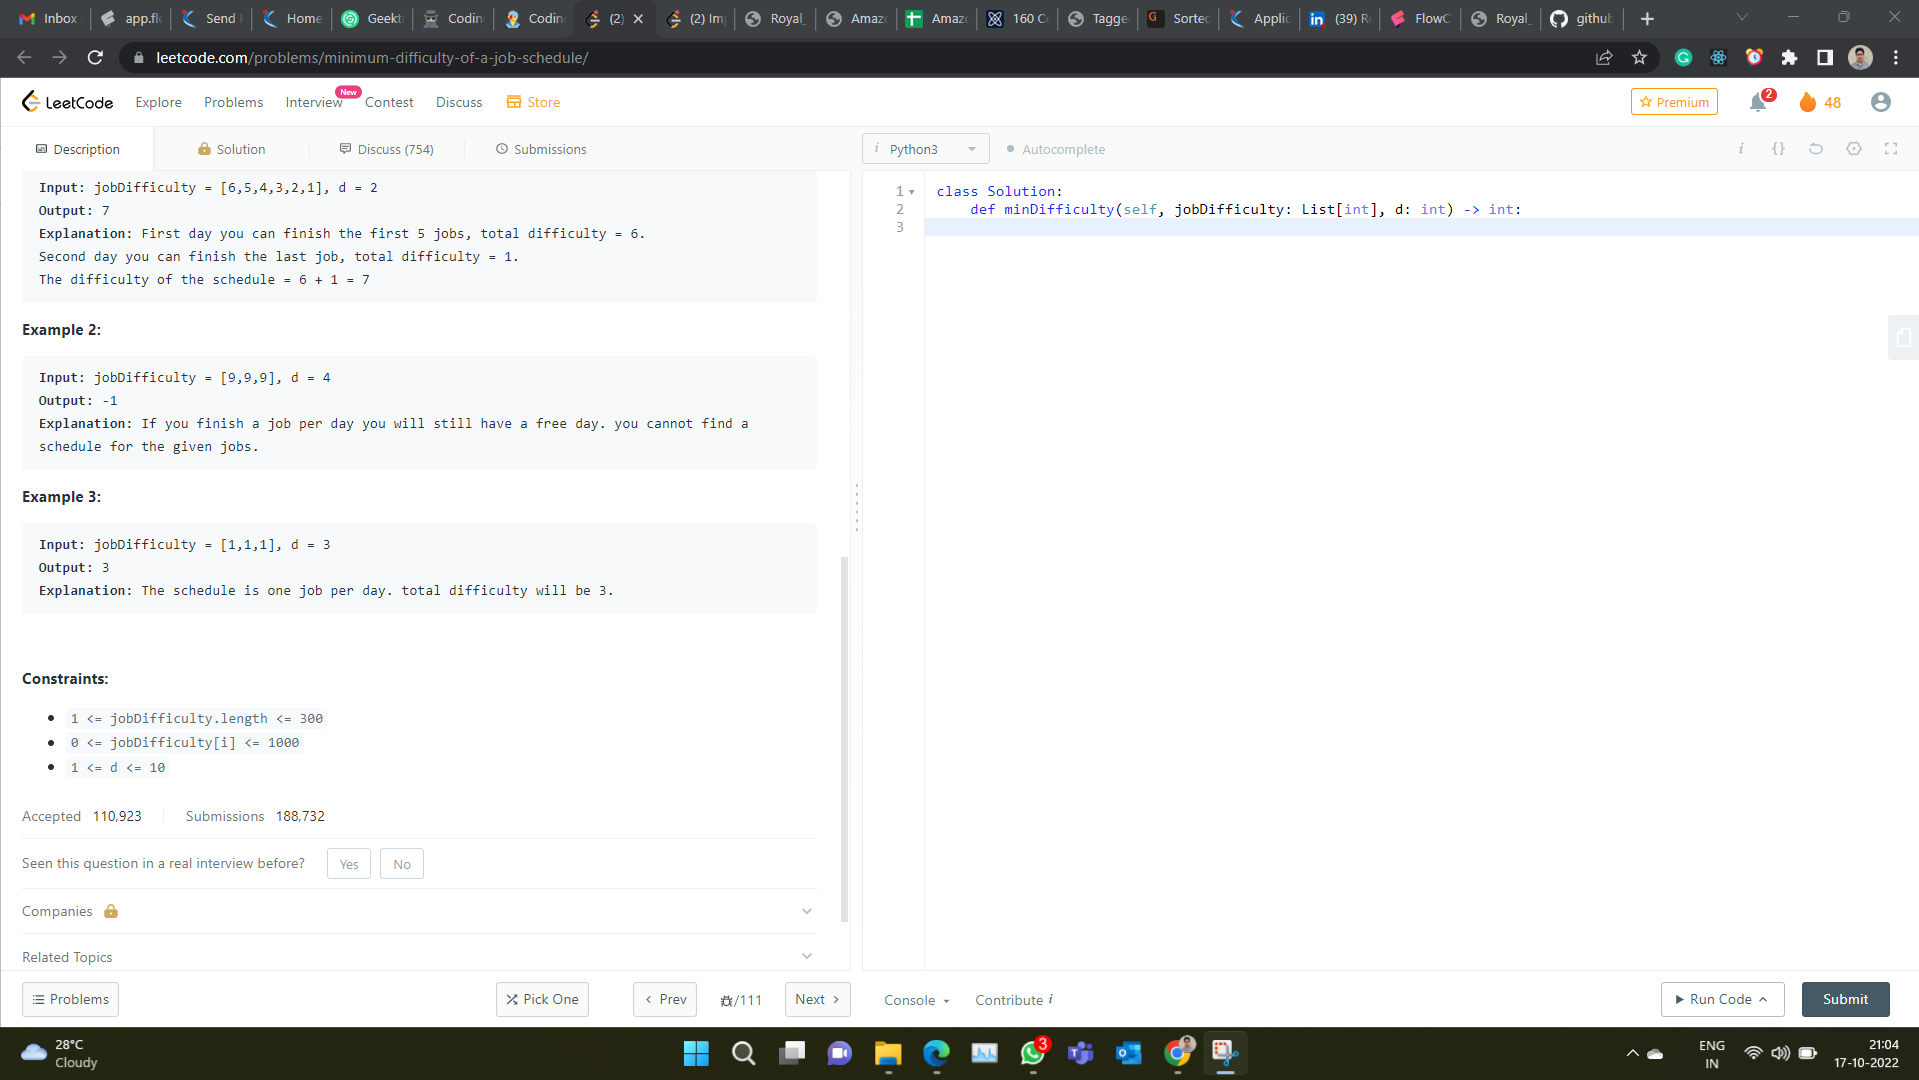 Inbox
app.fl
Send
Home
Geekt
Codin
Codin
(2)
(2) Im
Royal_
Amaz
Amaz
160 C
Tagge
Sorte
Applic
(39) R
FlowC
Royal_
github
leetcode.com/problems/minimum-difficulty-of-a-job-schedule/
LeetCode Explore Problems Interview New Contest Discuss Store
Premium 2 48
Description Solution Discuss (754) Submissions
i Python3 Autocomplete i {}
Input: jobDifficulty = [6,5,4,3,2,1], d = 2
Output: 7
Explanation: First day you can finish the first 5 jobs, total difficulty = 6.
Second day you can finish the last job, total difficulty = 1.
The difficulty of the schedule = 6 + 1 = 7
Example 2:
Input: jobDifficulty = [9,9,9], d = 4
Output: -1
Explanation: If you finish a job per day you will still have a free day. you cannot find a
schedule for the given jobs.
Example 3:
Input: jobDifficulty = [1,1,1], d = 3
Output: 3
Explanation: The schedule is one job per day. total difficulty will be 3.
Constraints:
1 <= jobDifficulty.length <= 300
0 <= jobDifficulty[i] <= 1000
1 <= d <= 10
Accepted 110,923 Submissions 188,732
Seen this question in a real interview before? Yes No
Companies
Related Topics
1 class Solution:
2 def minDifficulty(self, jobDifficulty: List[int], d: int) -> int:
3
Problems Pick One Prev /111 Next
Console Contribute i Run Code Submit
28°C
Cloudy
3
ENG
IN
21:04
17-10-2022